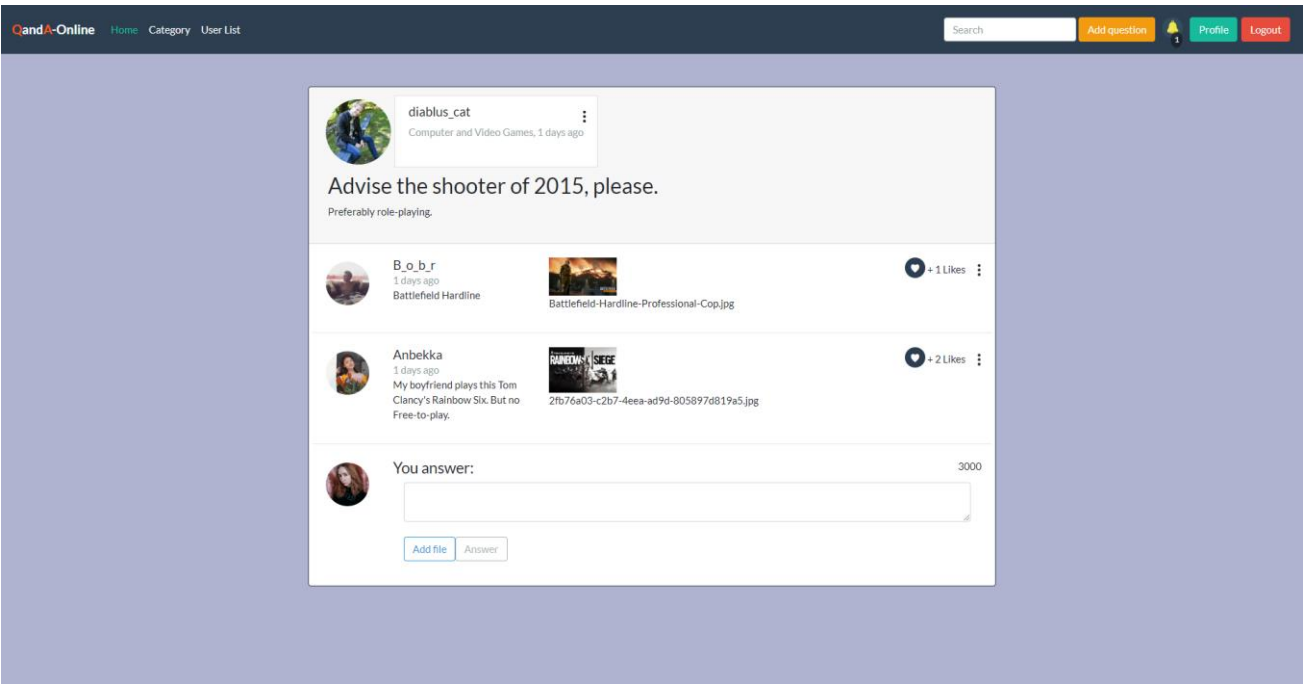 QandA-Online Home Category User List Search Add question 1 Profile Logout
diablus_cat
Computer and Video Games, 1 days ago
Advise the shooter of 2015, please.
Preferably role-playing.
B_o_b_r
1 days ago
Battlefield Hardline
Battlefield-Hardline-Professional-Cop.jpg
+ 1 Likes
Anbekka
1 days ago
My boyfriend plays this Tom
Clancy's Rainbow Six. But no
Free-to-play.
RAINBOW SIEGE
2fb76a03-c2b7-4eea-ad9d-805897d819a5.jpg
+ 2 Likes
You answer:
3000
Add file Answer